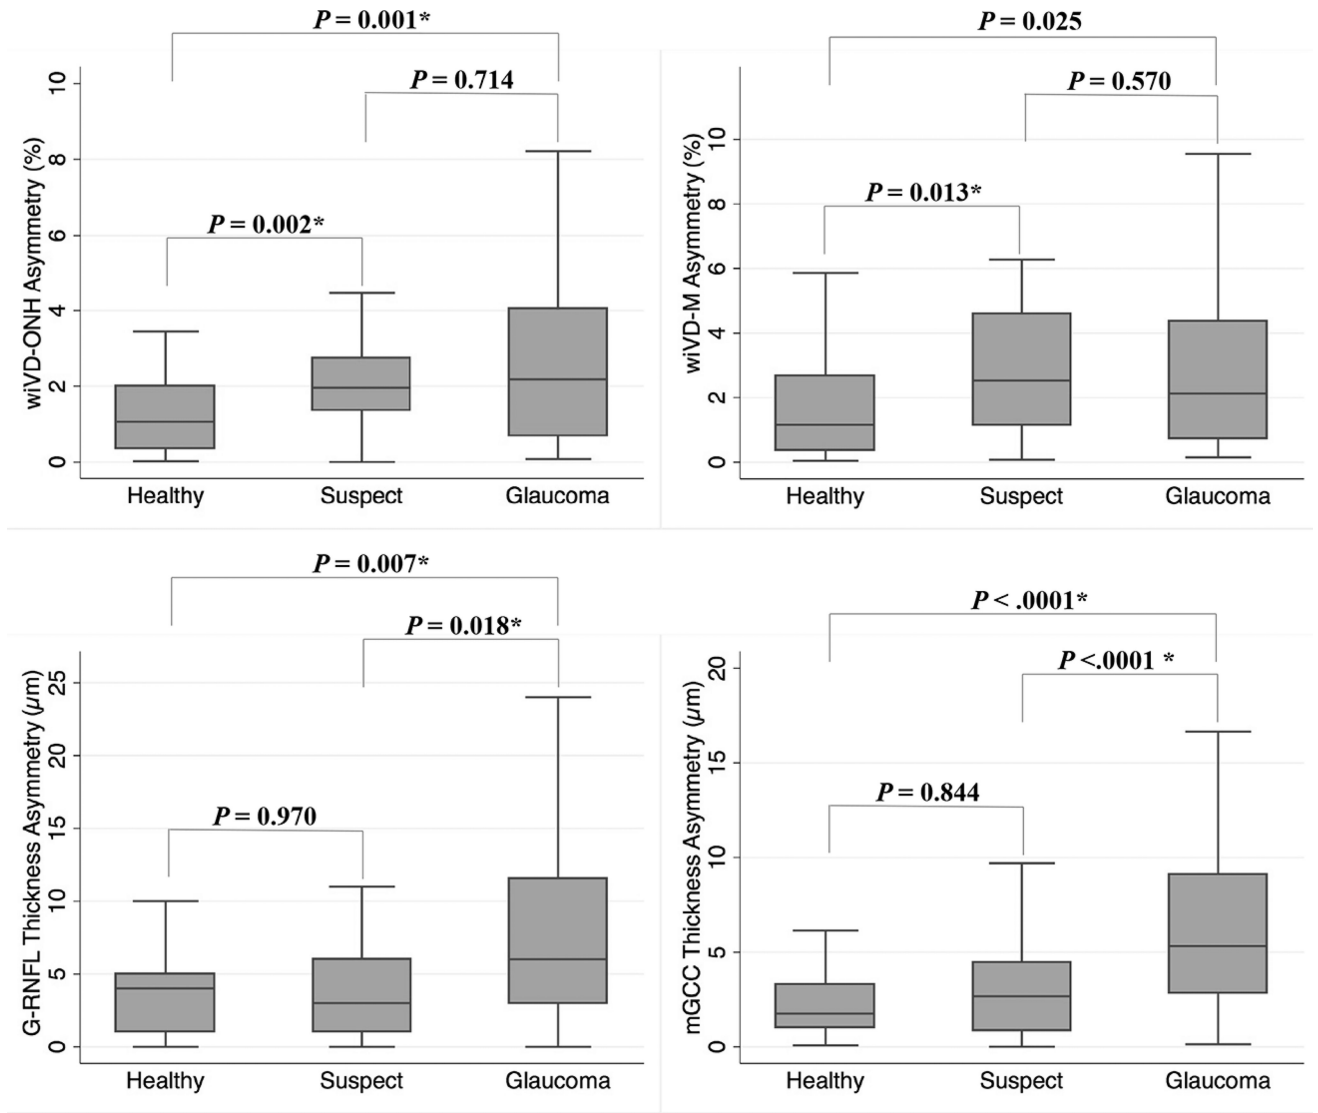 P = 0.001*
P = 0.714
P = 0.002*
wiVD-ONH Asymmetry (%)
10
8
6
4
2
0
Healthy
Suspect
Glaucoma
P = 0.025
P = 0.570
P = 0.013*
wiVD-M Asymmetry (%)
10
8
6
4
2
0
Healthy
Suspect
Glaucoma
P = 0.007*
P = 0.018*
P = 0.970
G-RNFL Thickness Asymmetry (µm)
25
20
15
10
5
0
Healthy
Suspect
Glaucoma
P < .0001*
P <.0001 *
P = 0.844
mGCC Thickness Asymmetry (µm)
20
15
10
5
0
Healthy
Suspect
Glaucoma